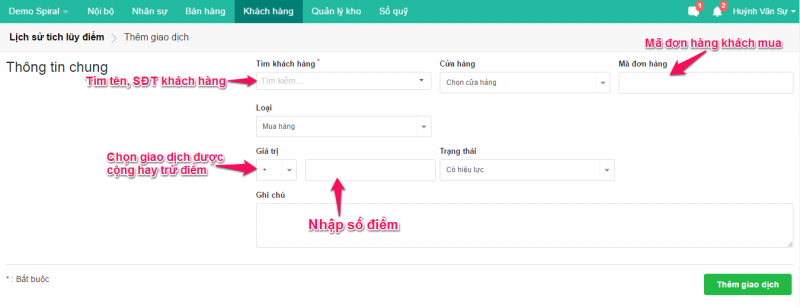 Demo Spiral Nội bộ Nhân sự Bán hàng Khách hàng Quản lý kho Sổ quỹ 1 2 Huỳnh Văn Sự
Lịch sử tích lũy điểm Thêm giao dịch
Mã đơn hàng khách mua
Thông tin chung
Tìm khách hàng * Cửa hàng Mã đơn hàng
Tìm tên, SĐT khách hàng
Tìm kiếm... Chọn cửa hàng
Loại
Mua hàng
Giá trị Trạng thái
Chọn giao dịch được
cộng hay trừ điểm
+ Có hiệu lực
Ghi chú
Nhập số điểm
* : Bắt buộc
Thêm giao dịch